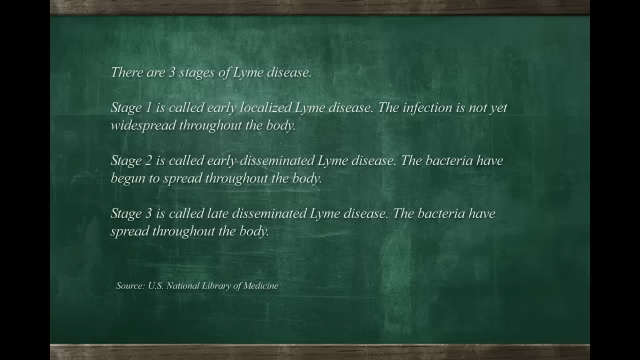 There are 3 stages of Lyme disease.
Stage 1 is called early localized Lyme disease. The infection is not yet
widespread throughout the body.
Stage 2 is called early disseminated Lyme disease. The bacteria have
begun to spread throughout the body.
Stage 3 is called late disseminated Lyme disease. The bacteria have
spread throughout the body.
Source: U.S. National Library of Medicine